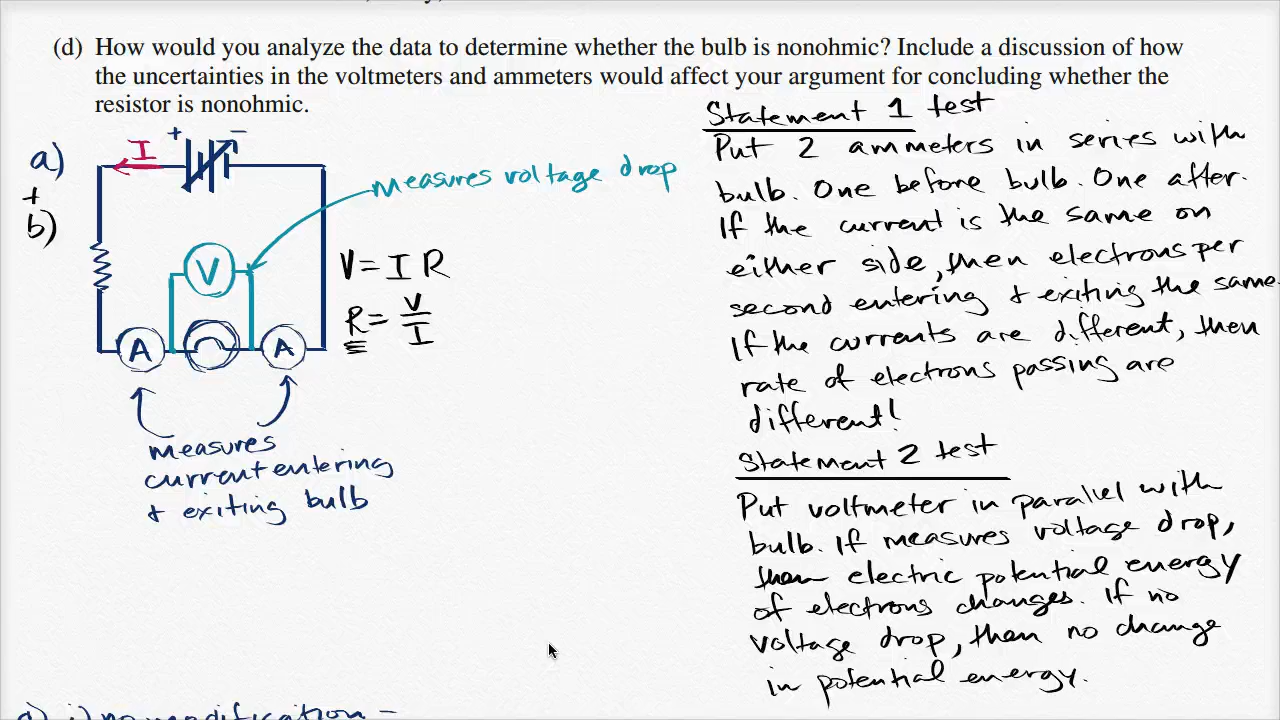 (d) How would you analyze the data to determine whether the bulb is nonohmic? Include a discussion of how
the uncertainties in the voltmeters and ammeters would affect your argument for concluding whether the
resistor is nonohmic.
a)
+
b)
I
+ −
measures voltage drop
V
V = I R
R = V/I
A
A
measures
current entering
+ exiting bulb
Statement 1 test
Put 2 ammeters in series with
bulb. One before bulb. One after.
If the current is the same on
either side, then electrons per
second entering + exiting the same.
If the currents are different, then
rate of electrons passing are
different!
Statement 2 test
Put voltmeter in parallel with
bulb. If measures voltage drop,
then electric potential energy
of electrons changes. If no
voltage drop, then no change
in potential energy.
i) no modification –